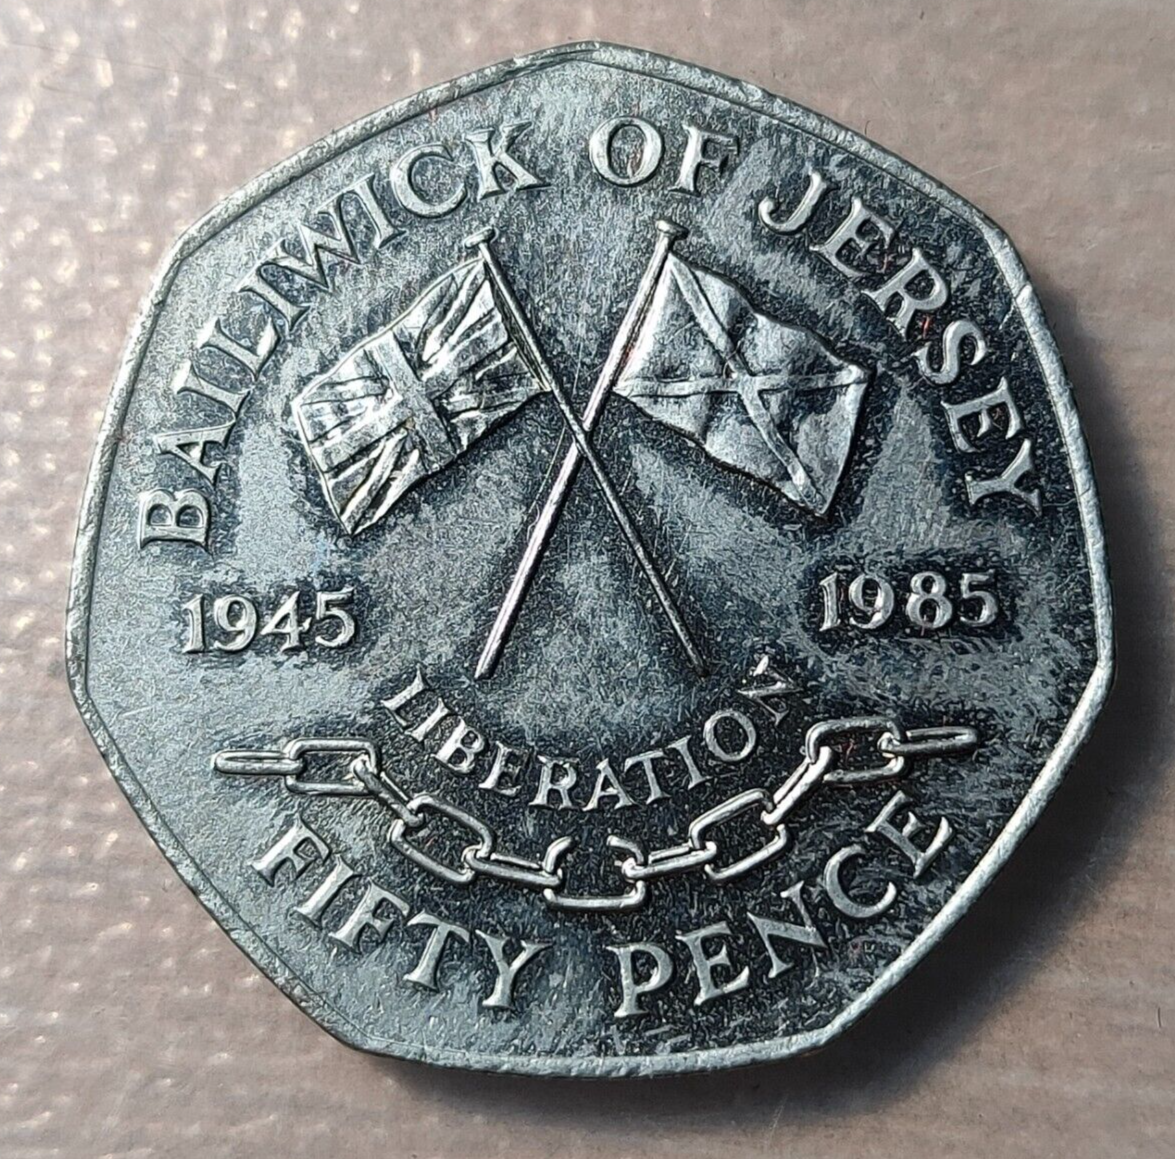 BAILIWICK OF JERSEY
1945
1985
LIBERATION
FIFTY PENCE